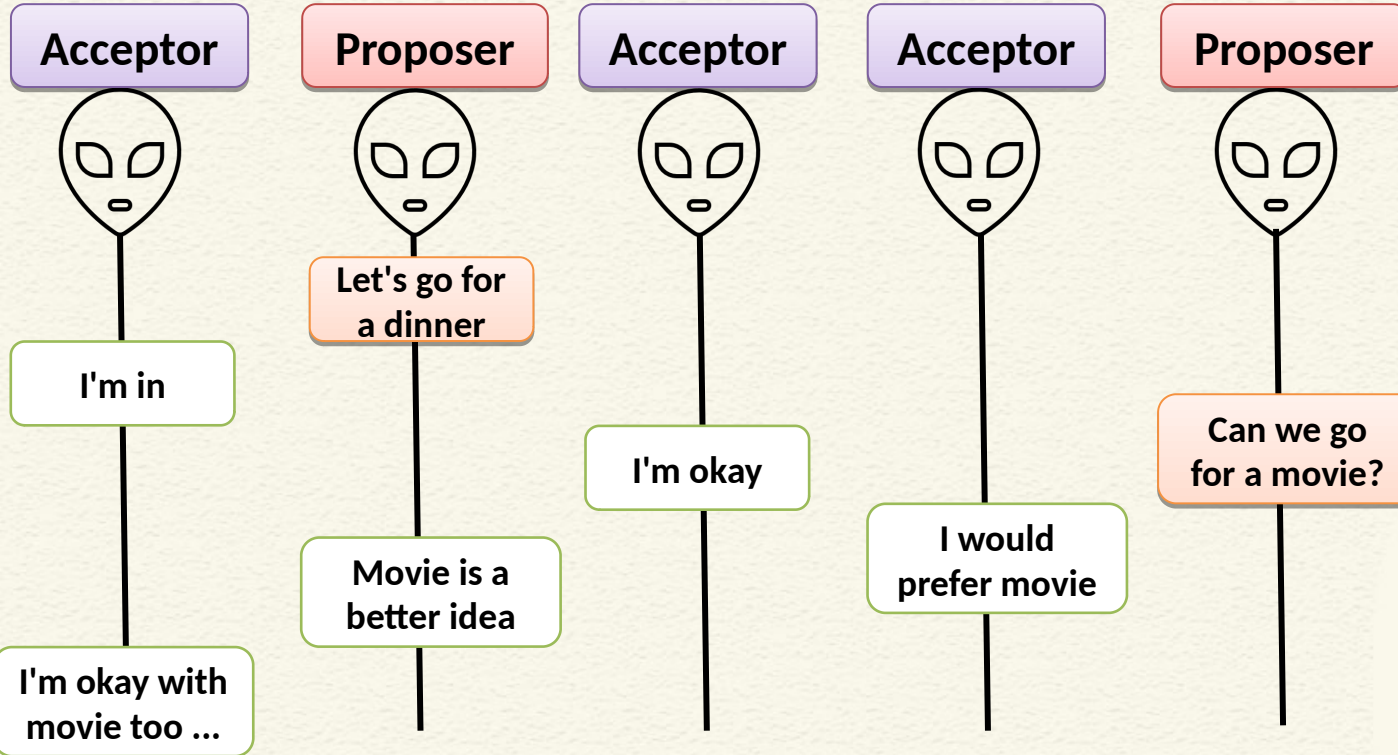 Acceptor
Proposer
Acceptor
Acceptor
Proposer
Let's go for
a dinner
I'm in
Can we go
for a movie?
I'm okay
I would
prefer movie
Movie is a
better idea
I'm okay with
movie too ...